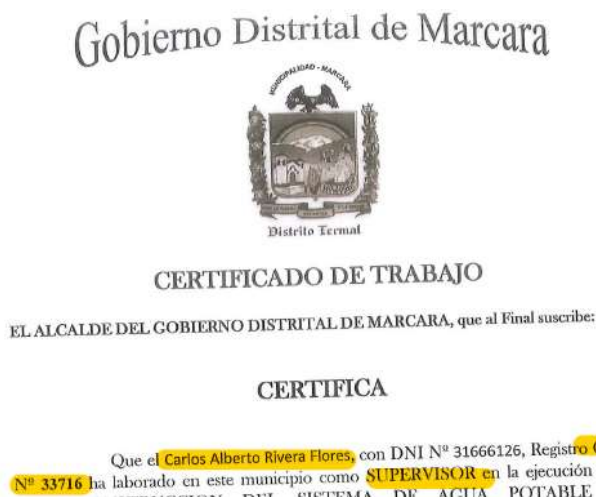 Gobierno Distrital de Marcara
MUNICIPALIDAD - MARCARA
Distrito Termal
CERTIFICADO DE TRABAJO
EL ALCALDE DEL GOBIERNO DISTRITAL DE MARCARA, que al Final suscribe:
CERTIFICA
Que el Carlos Alberto Rivera Flores, con DNI Nº 31666126, Registro
Nº 33716 ha laborado en este municipio como SUPERVISOR en la ejecución
DEL SISTEMA DE AGUA POTABLE